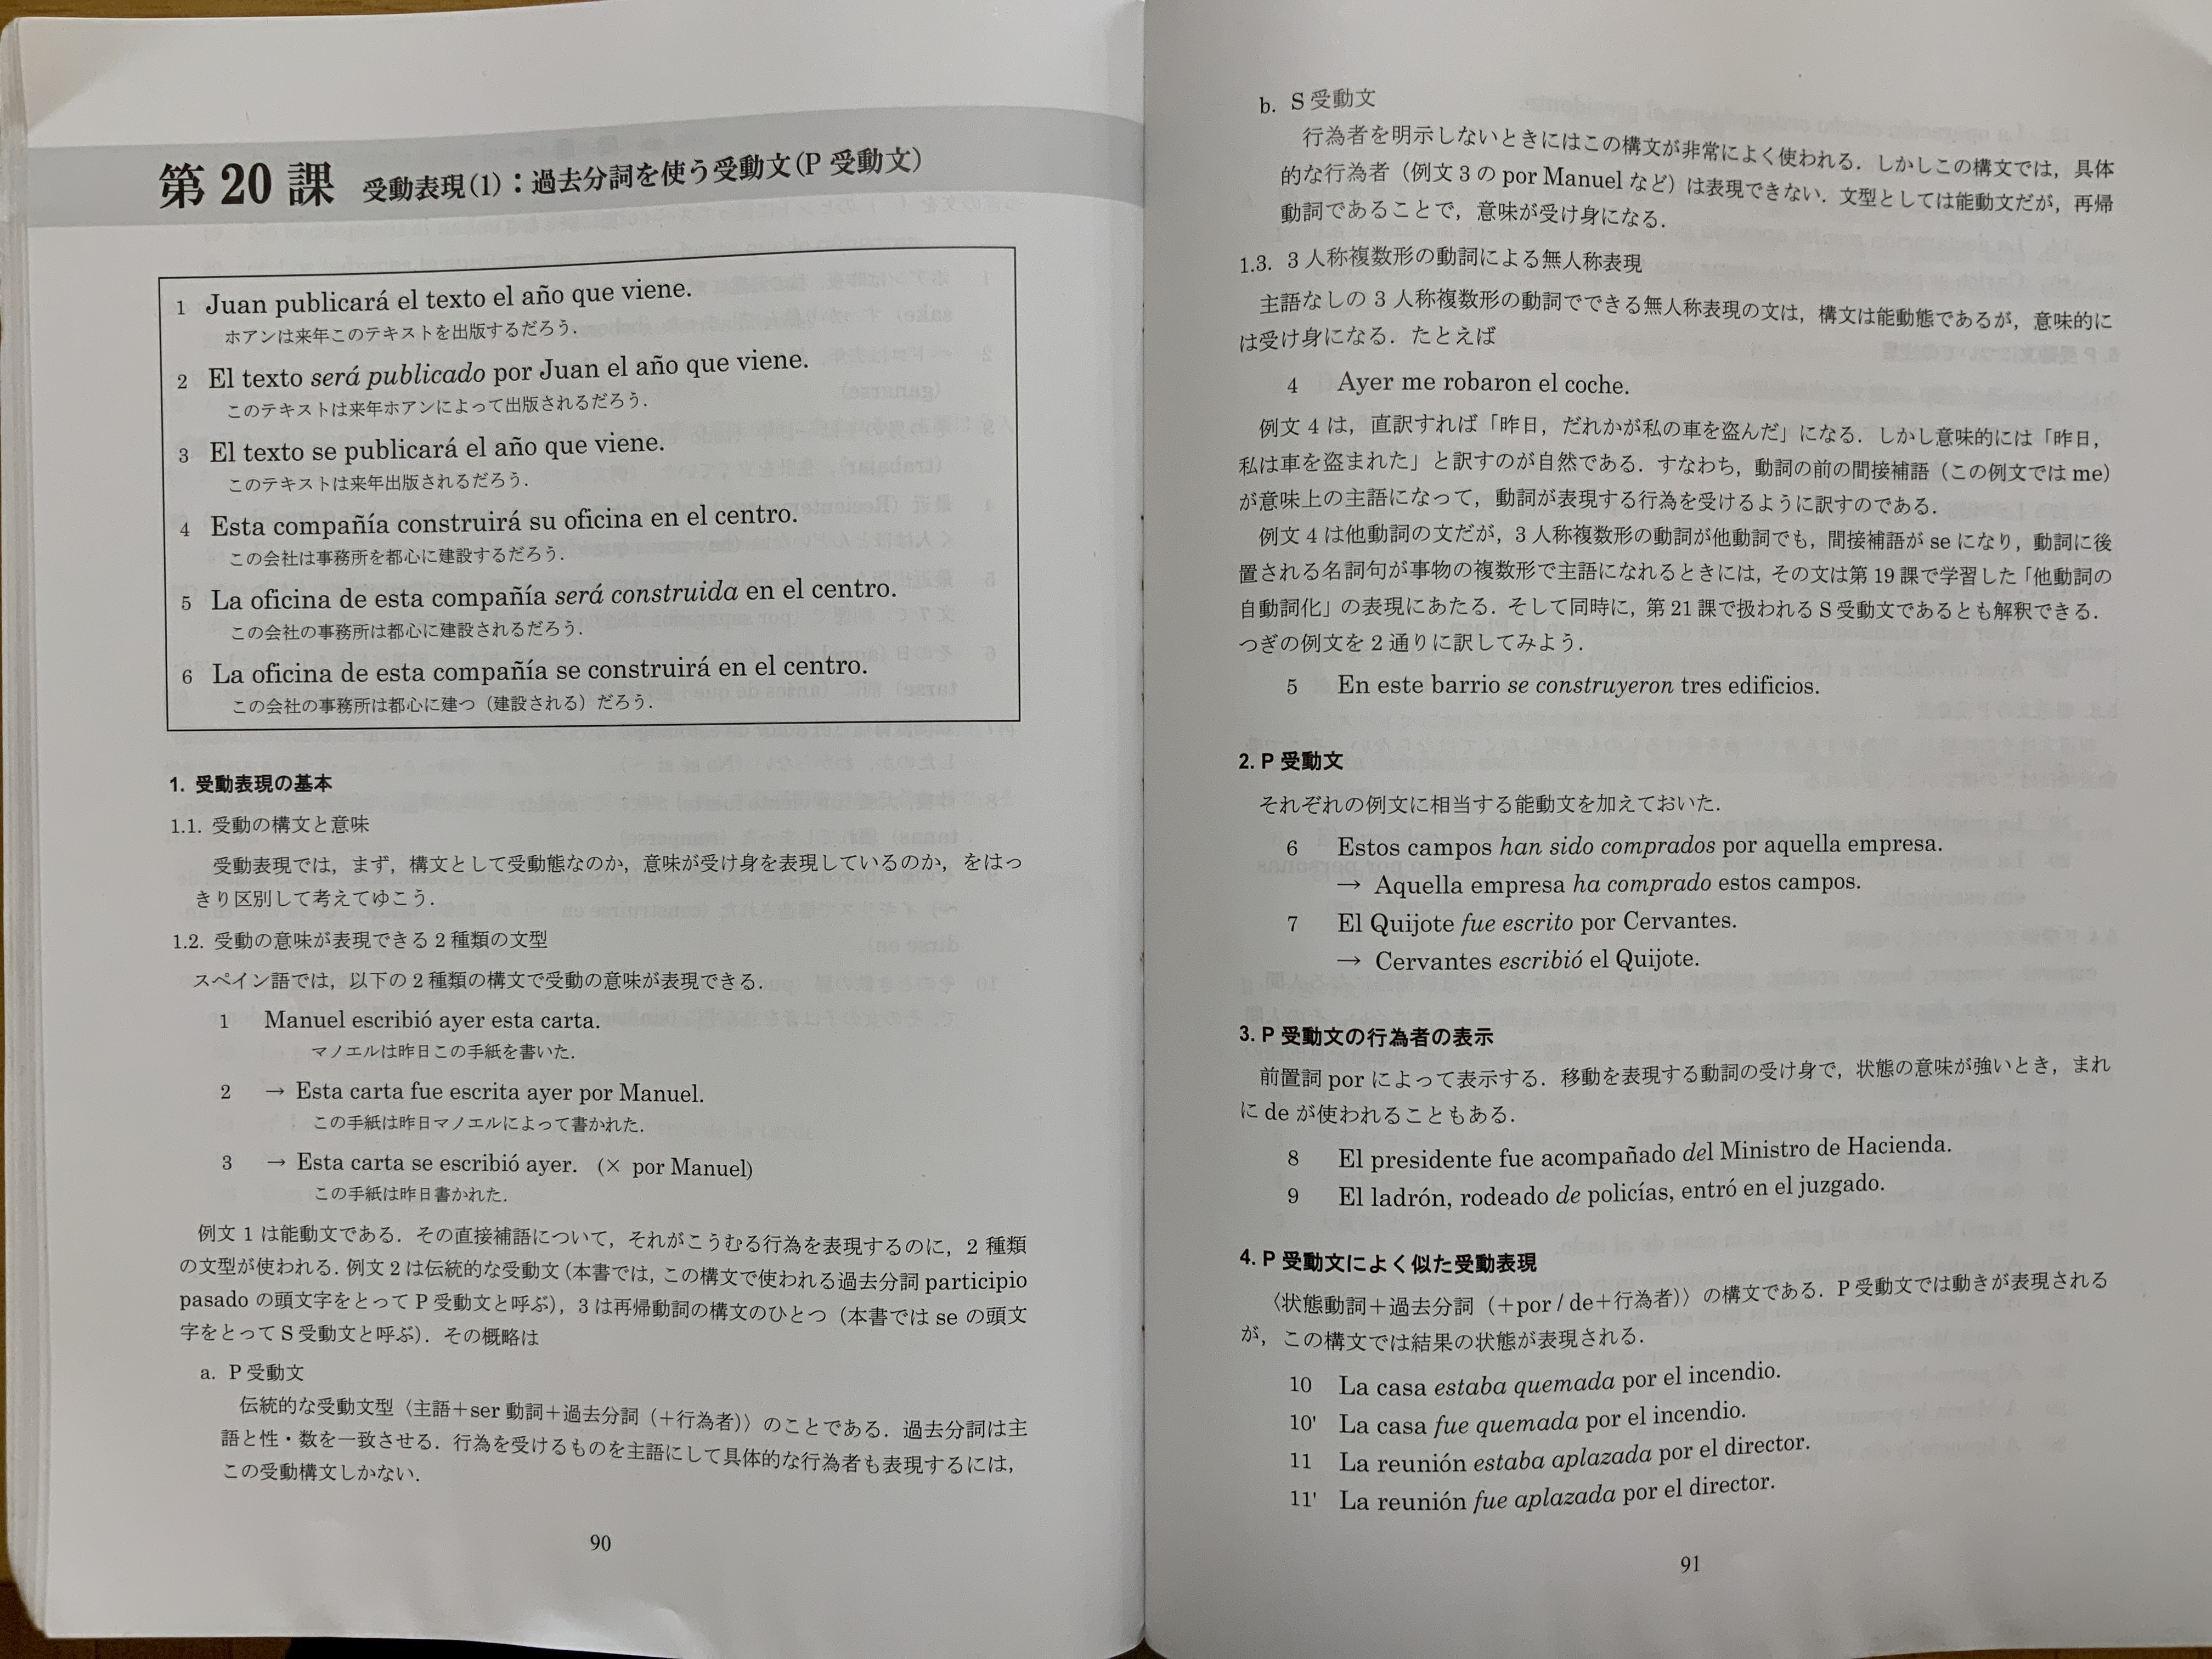 第20課 受動表現(1)：過去分詞を使う受動文(P 受動文)
1 Juan publicará el texto el año que viene.
ホアンは来年このテキストを出版するだろう．
2 El texto será publicado por Juan el año que viene.
このテキストは来年ホアンによって出版されるだろう．
3 El texto se publicará el año que viene.
このテキストは来年出版されるだろう．
4 Esta compañía construirá su oficina en el centro.
この会社は事務所を都心に建設するだろう．
5 La oficina de esta compañía será construida en el centro.
この会社の事務所は都心に建設されるだろう．
6 La oficina de esta compañía se construirá en el centro.
この会社の事務所は都心に建つ（建設される）だろう．
1. 受動表現の基本
1.1. 受動の構文と意味
受動表現では，まず，構文として受動態なのか，意味が受け身を表現しているのか，をはっ
きり区別して考えてゆこう．
1.2. 受動の意味が表現できる2種類の文型
スペイン語では，以下の2種類の構文で受動の意味が表現できる．
1 Manuel escribió ayer esta carta.
マノエルは昨日この手紙を書いた．
2 → Esta carta fue escrita ayer por Manuel.
この手紙は昨日マノエルによって書かれた．
3 → Esta carta se escribió ayer. (× por Manuel)
この手紙は昨日書かれた．
例文1は能動文である．その直接補語について，それがこうむる行為を表現するのに，2種類
の文型が使われる．例文2は伝統的な受動文（本書では，この構文で使われる過去分詞 participio
pasado の頭文字をとって P 受動文と呼ぶ），3は再帰動詞の構文のひとつ（本書では se の頭文
字をとって S 受動文と呼ぶ）．その概略は
a. P 受動文
伝統的な受動文型〈主語＋ser 動詞＋過去分詞（＋行為者）〉のことである．過去分詞は主
語と性・数を一致させる．行為を受けるものを主語にして具体的な行為者も表現するには，
この受動構文しかない．
90
b. S 受動文
行為者を明示しないときにはこの構文が非常によく使われる．しかしこの構文では，具体
的な行為者（例文3の por Manuel など）は表現できない．文型としては能動文だが，再帰
動詞であることで，意味が受け身になる．
1.3. 3人称複数形の動詞による無人称表現
主語なしの3人称複数形の動詞でできる無人称表現の文は，構文は能動態であるが，意味的に
は受け身になる．たとえば
4 Ayer me robaron el coche.
例文4は，直訳すれば「昨日，だれかが私の車を盗んだ」になる．しかし意味的には「昨日，
私は車を盗まれた」と訳すのが自然である．すなわち，動詞の前の間接補語（この例文では me）
が意味上の主語になって，動詞が表現する行為を受けるように訳すのである．
例文4は他動詞の文だが，3人称複数形の動詞が他動詞でも，間接補語が se になり，動詞に後
置される名詞句が事物の複数形で主語になれるときには，その文は第19課で学習した「他動詞の
自動詞化」の表現にあたる．そして同時に，第21課で扱われる S 受動文であるとも解釈できる．
つぎの例文を2通りに訳してみよう．
5 En este barrio se construyeron tres edificios.
2. P 受動文
それぞれの例文に相当する能動文を加えておいた．
6 Estos campos han sido comprados por aquella empresa.
→ Aquella empresa ha comprado estos campos.
7 El Quijote fue escrito por Cervantes.
→ Cervantes escribió el Quijote.
3. P 受動文の行為者の表示
前置詞 por によって表示する．移動を表現する動詞の受け身で，状態の意味が強いとき，まれ
に de が使われることもある．
8 El presidente fue acompañado del Ministro de Hacienda.
9 El ladrón, rodeado de policías, entró en el juzgado.
4. P 受動文によく似た受動表現
〈状態動詞＋過去分詞（＋por / de＋行為者）〉の構文である．P 受動文では動きが表現される
が，この構文では結果の状態が表現される．
10 La casa estaba quemada por el incendio.
10' La casa fue quemada por el incendio.
11 La reunión estaba aplazada por el director.
11' La reunión fue aplazada por el director.
91